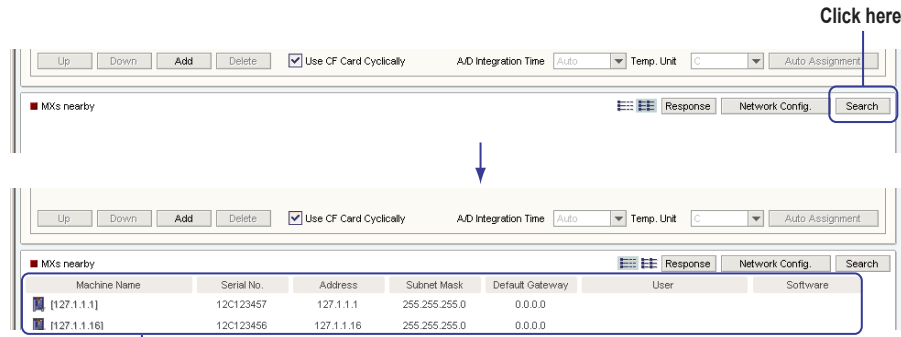 Click here
Up Down Add Delete Use CF Card Cyclically A/D Integration Time Auto Temp. Unit C Auto Assignment
MXs nearby Response Network Config. Search
Up Down Add Delete Use CF Card Cyclically A/D Integration Time Auto Temp. Unit C Auto Assignment
MXs nearby Response Network Config. Search
Machine Name Serial No. Address Subnet Mask Default Gateway User Software
[127.1.1.1] 12C123457 127.1.1.1 255.255.255.0 0.0.0.0
[127.1.1.16] 12C123456 127.1.1.16 255.255.255.0 0.0.0.0